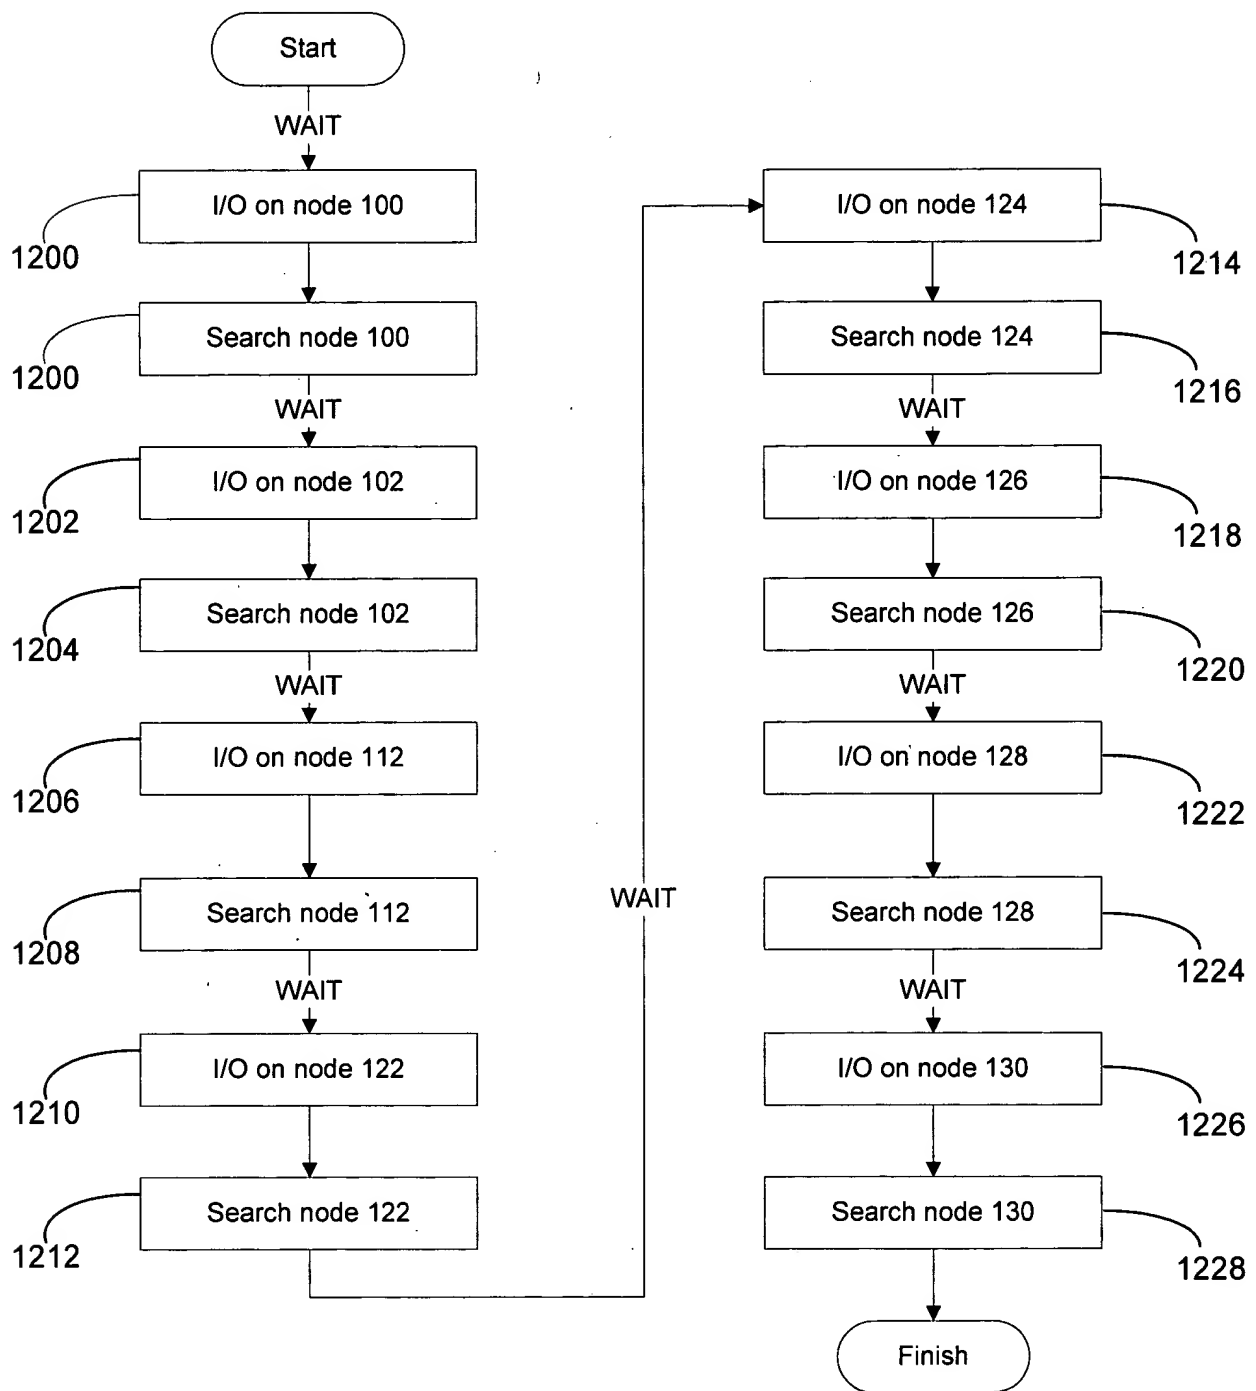 Start
WAIT
I/O on node 100
1200
Search node 100
1200
WAIT
I/O on node 102
1202
Search node 102
1204
WAIT
I/O on node 112
1206
Search node 112
1208
WAIT
I/O on node 122
1210
Search node 122
1212
WAIT
I/O on node 124
1214
Search node 124
1216
WAIT
I/O on node 126
1218
Search node 126
1220
WAIT
I/O on node 128
1222
Search node 128
1224
WAIT
I/O on node 130
1226
Search node 130
1228
Finish